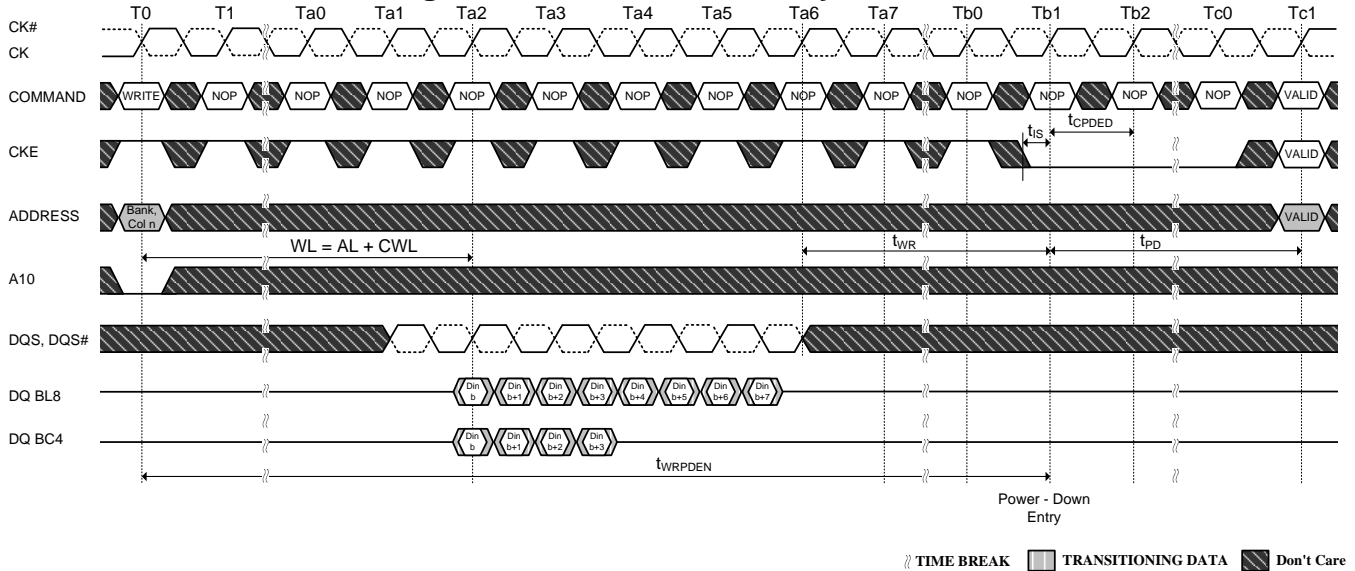 T0 T1 Ta0 Ta1 Ta2 Ta3 Ta4 Ta5 Ta6 Ta7 Tb0 Tb1 Tb2 Tc0 Tc1
CK#
CK
COMMAND WRITE NOP NOP NOP NOP NOP NOP NOP NOP NOP NOP NOP NOP NOP VALID
tIS tCPDED
CKE VALID
ADDRESS Bank, Col n VALID
WL = AL + CWL tWR tPD
A10
DQS, DQS#
DQ BL8 Din b Din b+1 Din b+2 Din b+3 Din b+4 Din b+5 Din b+6 Din b+7
DQ BC4 Din b Din b+1 Din b+2 Din b+3
tWRPDEN
Power - Down
Entry
TIME BREAK TRANSITIONING DATA Don't Care